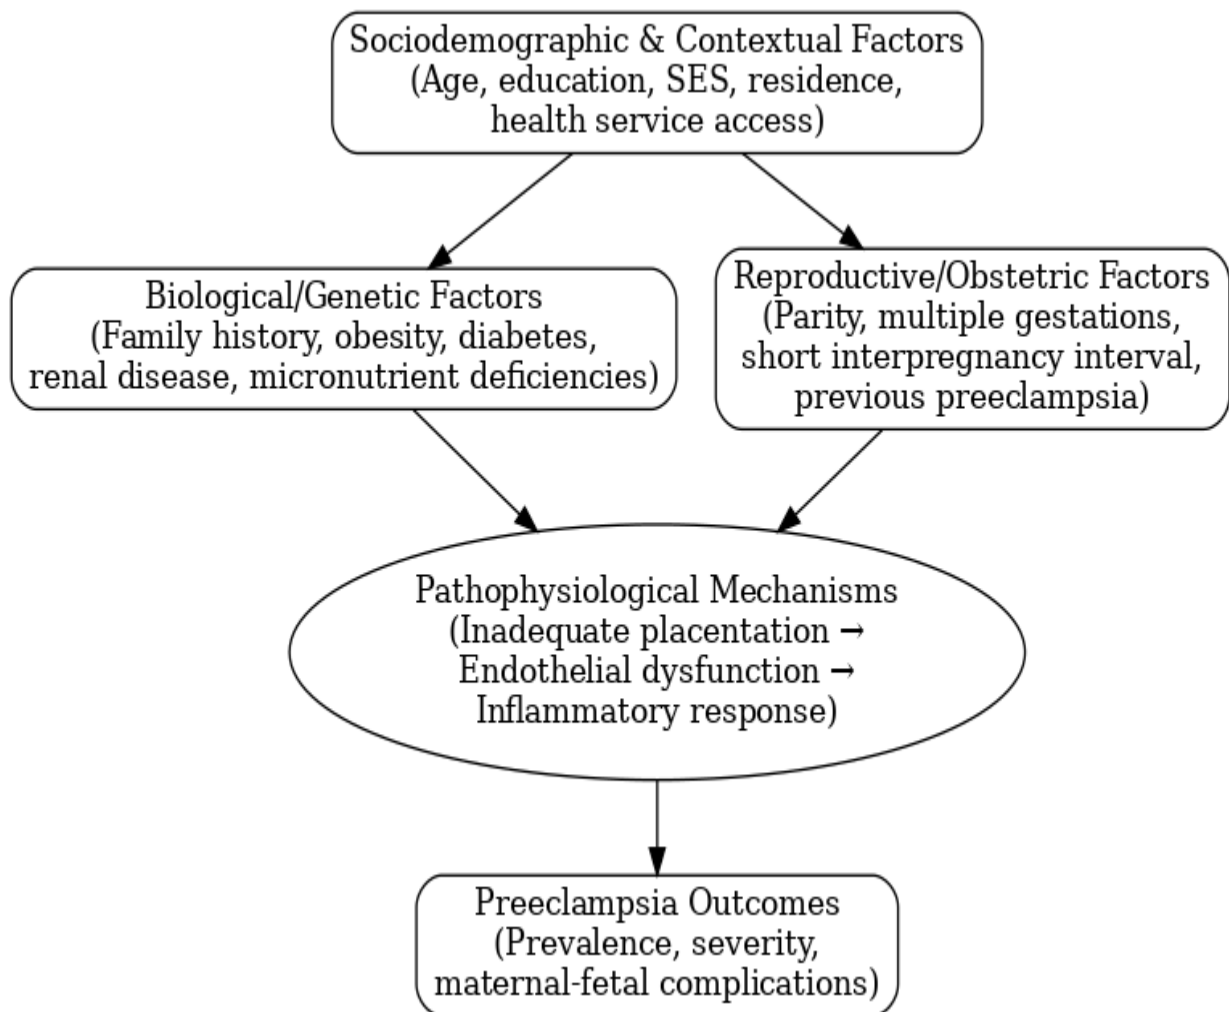 Sociodemographic & Contextual Factors
(Age, education, SES, residence,
health service access)
Biological/Genetic Factors
(Family history, obesity, diabetes,
renal disease, micronutrient deficiencies)
Reproductive/Obstetric Factors
(Parity, multiple gestations,
short interpregnancy interval,
previous preeclampsia)
Pathophysiological Mechanisms
(Inadequate placentation →
Endothelial dysfunction →
Inflammatory response)
Preeclampsia Outcomes
(Prevalence, severity,
maternal-fetal complications)